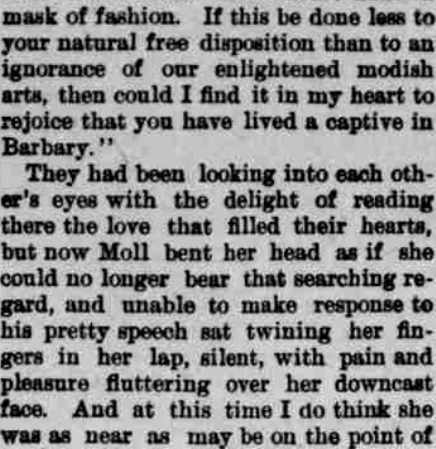 mask of fashion. If this be done less to
your natural free disposition than to an
ignorance of our enlightened modish
arts, then could I find it in my heart to
rejoice that you have lived a captive in
Barbary."
They had been looking into each oth-
er's eyes with the delight of reading
there the love that filled their hearts,
but now Moll bent her head as if she
could no longer bear that searching re-
gard, and unable to make response to
his pretty speech sat twining her fin-
gers in her lap, silent, with pain and
pleasure fluttering over her downcast
face. And at this time I do think she
was as near as may be on the point of